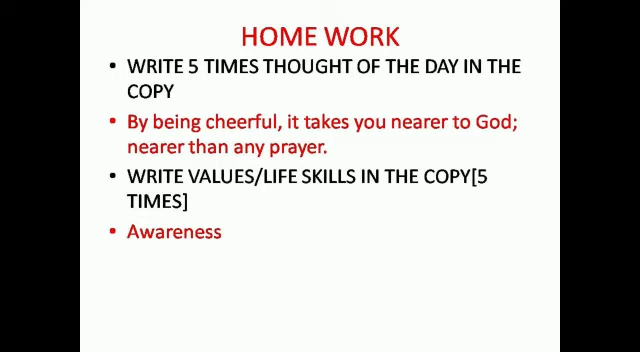 HOME WORK
• WRITE 5 TIMES THOUGHT OF THE DAY IN THE
COPY
• By being cheerful, it takes you nearer to God;
nearer than any prayer.
• WRITE VALUES/LIFE SKILLS IN THE COPY[5
TIMES]
• Awareness